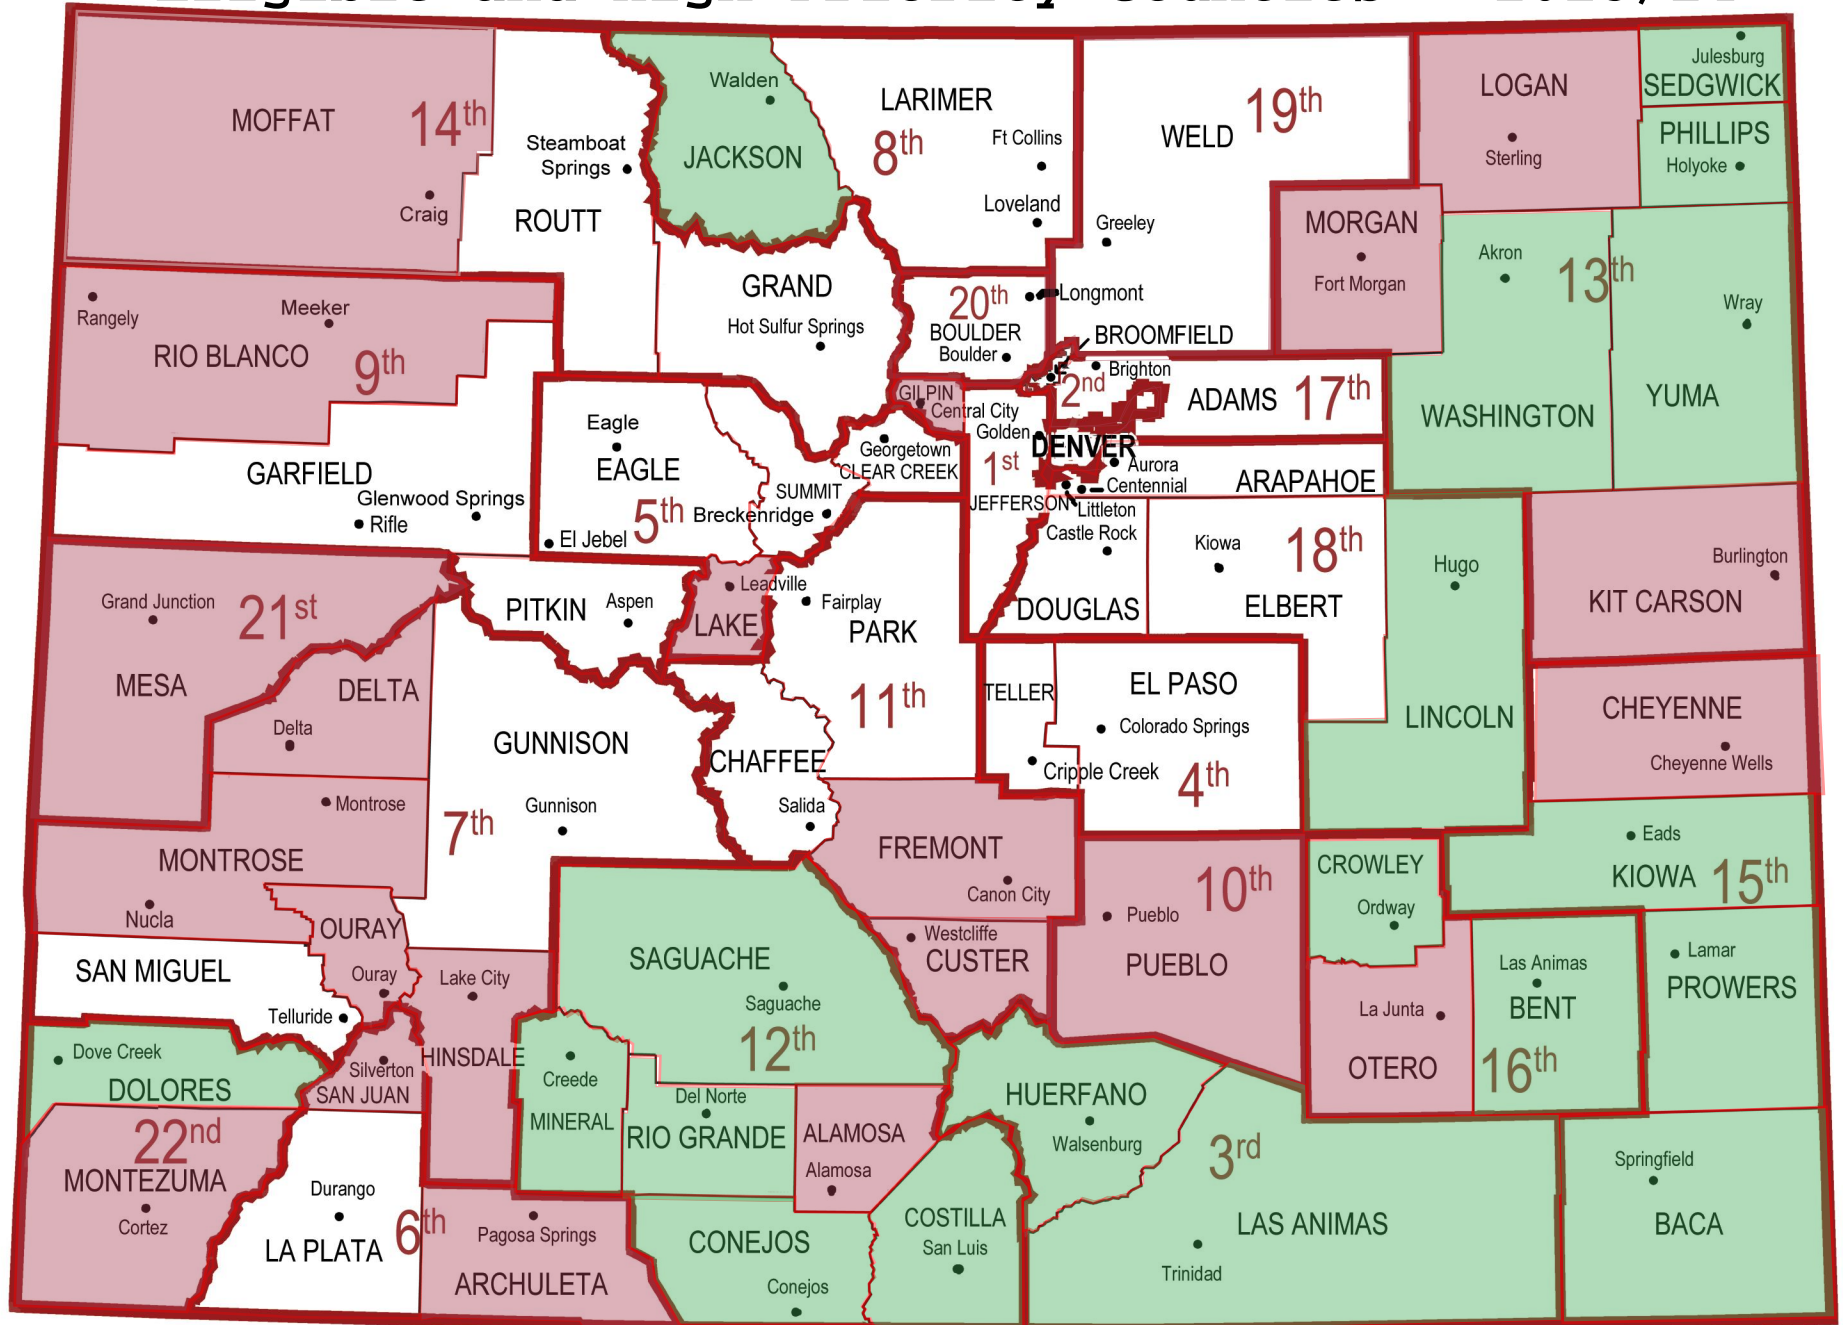 MOFFAT
14th
Craig
Steamboat
Springs
ROUTT
Walden
JACKSON
LARIMER
8th
Ft Collins
Loveland
WELD
19th
Greeley
LOGAN
Sterling
Julesburg
SEDGWICK
PHILLIPS
Holyoke
MORGAN
Fort Morgan
Akron
13th
Wray
WASHINGTON
YUMA
Rangely
Meeker
RIO BLANCO
9th
GRAND
Hot Sulfur Springs
20th
BOULDER
Boulder
Longmont
BROOMFIELD
Brighton
2nd
ADAMS
17th
GILPIN
Central City
Golden
DENVER
Georgetown
CLEAR CREEK
1st
JEFFERSON
Aurora
Centennial
Littleton
ARAPAHOE
GARFIELD
Glenwood Springs
Rifle
Eagle
EAGLE
5th
El Jebel
SUMMIT
Breckenridge
Castle Rock
DOUGLAS
Kiowa
18th
ELBERT
Hugo
LINCOLN
Burlington
KIT CARSON
CHEYENNE
Cheyenne Wells
Grand Junction
21st
MESA
DELTA
Delta
PITKIN
Aspen
Leadville
LAKE
Fairplay
PARK
11th
TELLER
Cripple Creek
EL PASO
Colorado Springs
4th
GUNNISON
Gunnison
7th
CHAFFEE
Salida
Montrose
MONTROSE
Nucla
OURAY
Ouray
FREMONT
Canon City
Westcliffe
CUSTER
10th
Pueblo
PUEBLO
CROWLEY
Ordway
Eads
KIOWA
15th
SAN MIGUEL
Telluride
Lake City
HINSDALE
SAGUACHE
Saguache
12th
La Junta
OTERO
Las Animas
BENT
16th
Lamar
PROWERS
Dove Creek
DOLORES
Silverton
SAN JUAN
Creede
MINERAL
Del Norte
RIO GRANDE
ALAMOSA
Alamosa
HUERFANO
Walsenburg
3rd
22nd
MONTEZUMA
Cortez
Durango
LA PLATA
6th
Pagosa Springs
ARCHULETA
CONEJOS
Conejos
COSTILLA
San Luis
LAS ANIMAS
Trinidad
Springfield
BACA